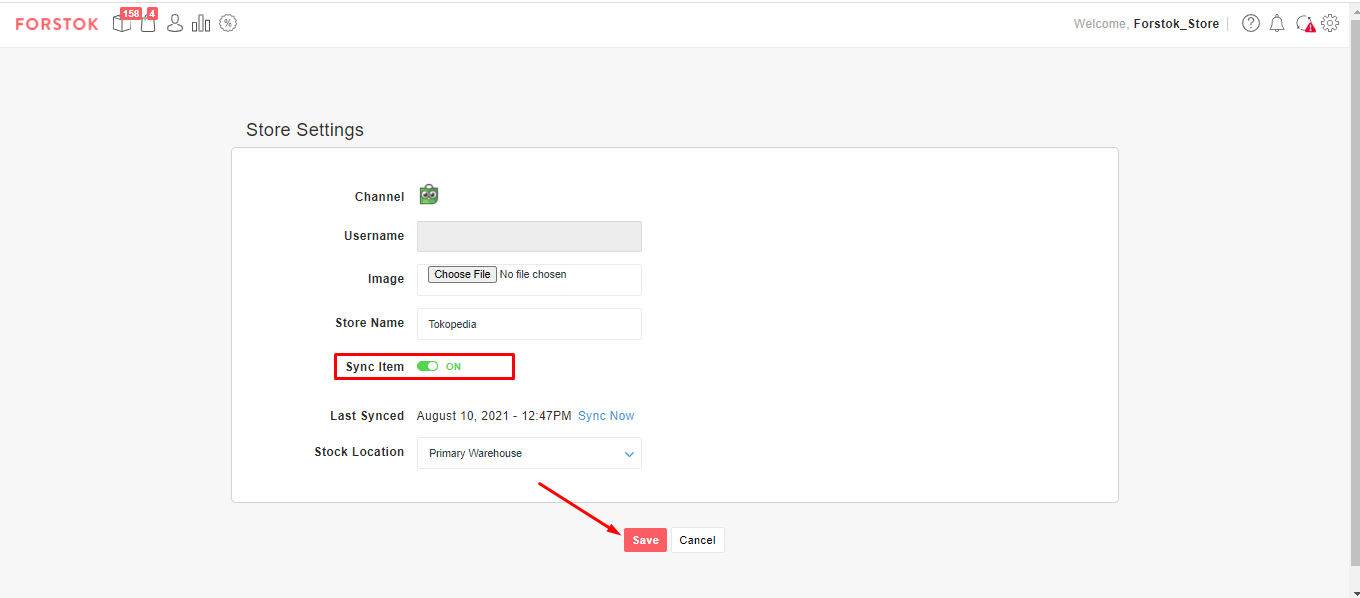 FORSTOK 158 4 % Welcome, Forstok_Store ?
Store Settings
Channel
Username
Image Choose File No file chosen
Store Name Tokopedia
Sync Item ON
Last Synced August 10, 2021 - 12:47PM Sync Now
Stock Location Primary Warehouse
Save Cancel